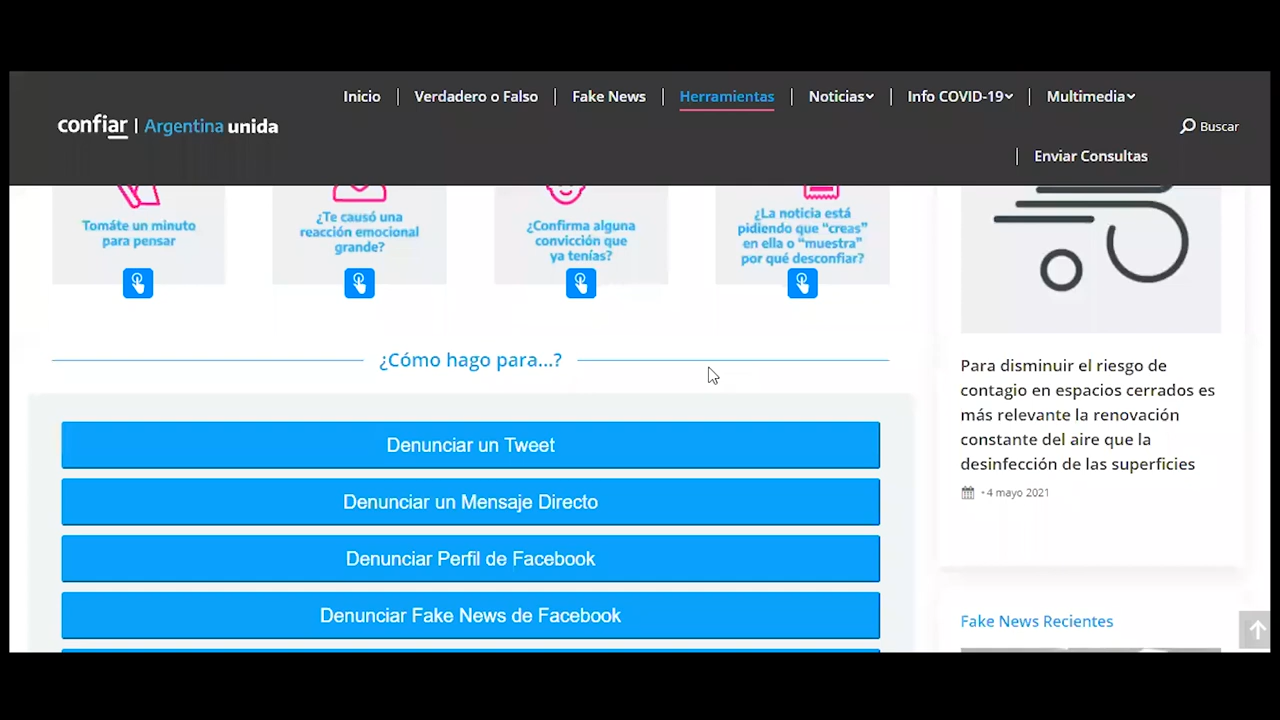 Inicio
Verdadero o Falso
Fake News
Herramientas
Noticias
Info COVID-19
Multimedia
confiar | Argentina unida
Buscar
Enviar Consultas
Tomáte un minuto
para pensar
¿Te causó una
reacción emocional
grande?
¿Confirma alguna
convicción que
ya tenías?
¿La noticia está
pidiendo que “creas”
en ella o “muestra”
por qué desconfiar?
¿Cómo hago para...?
Denunciar un Tweet
Denunciar un Mensaje Directo
Denunciar Perfil de Facebook
Denunciar Fake News de Facebook
Para disminuir el riesgo de
contagio en espacios cerrados es
más relevante la renovación
constante del aire que la
desinfección de las superficies
• 4 mayo 2021
Fake News Recientes